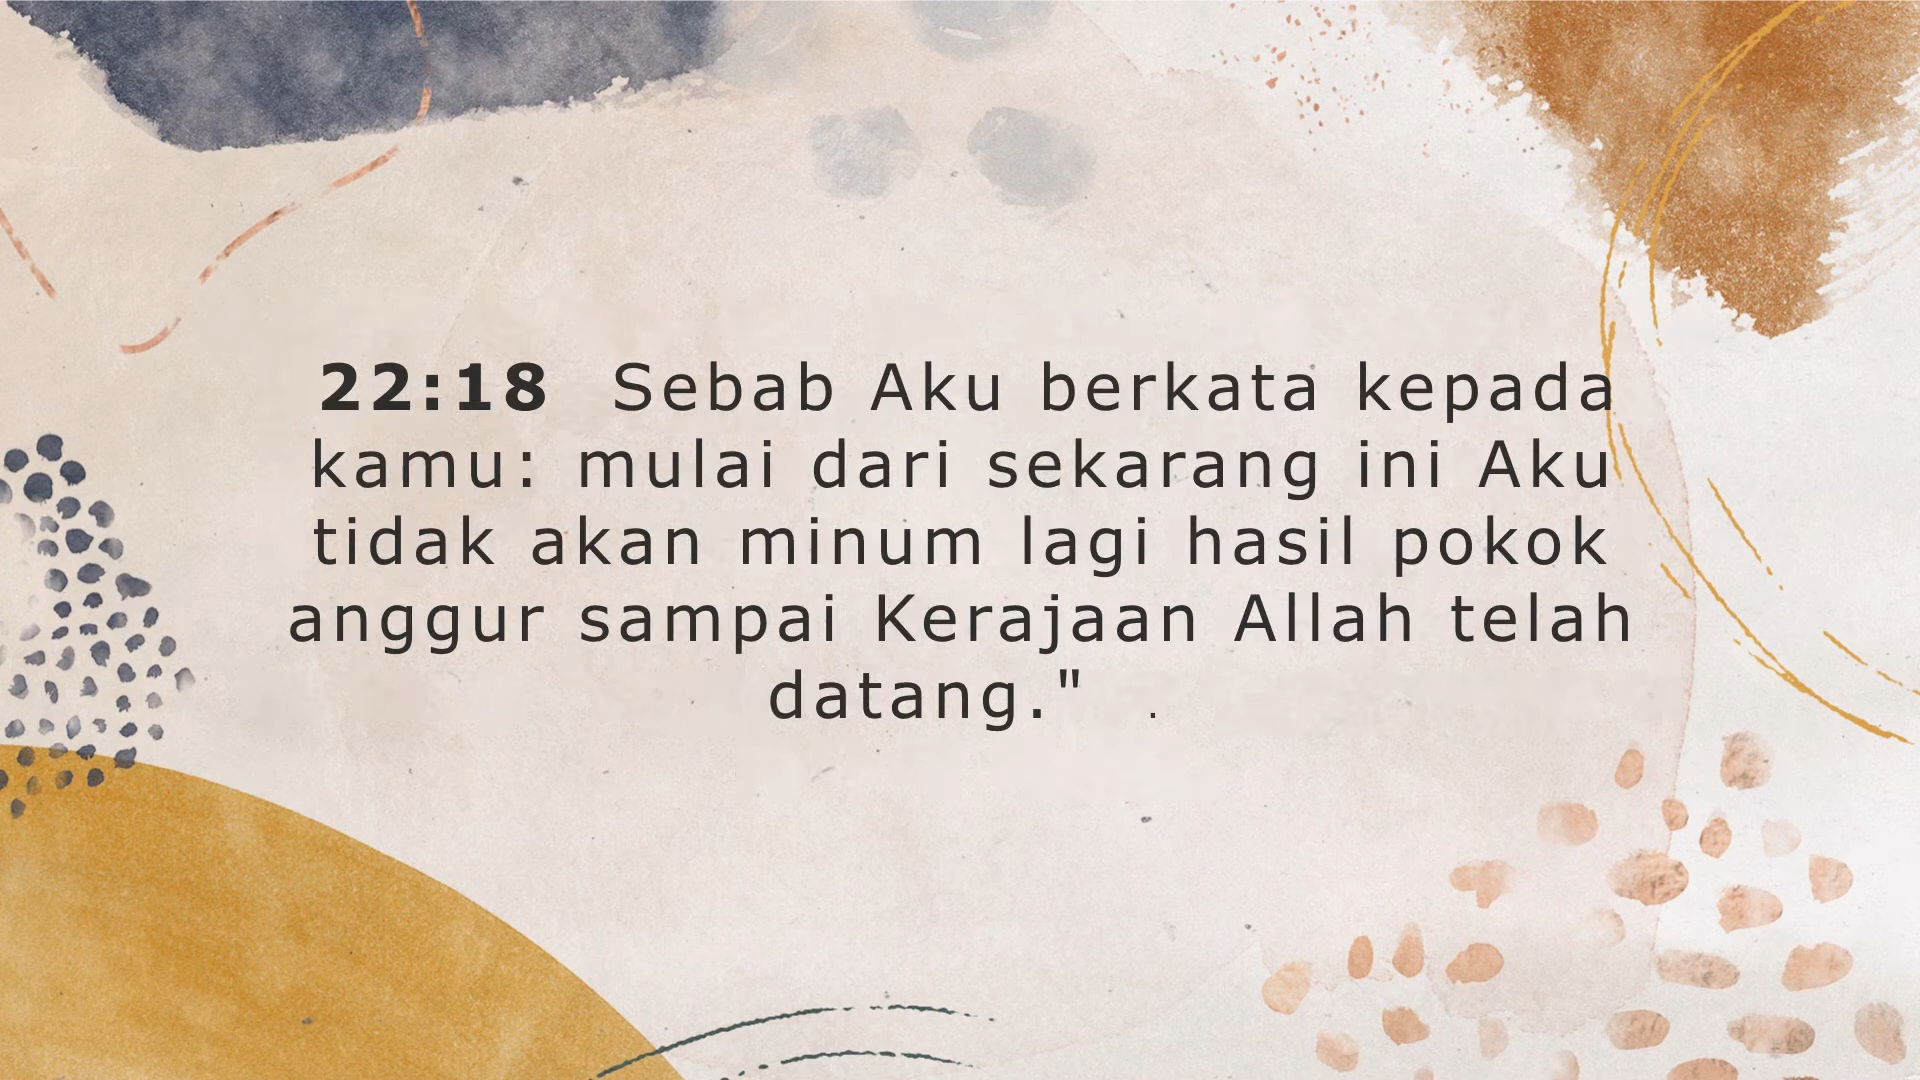 22:18 Sebab Aku berkata kepada
kamu: mulai dari sekarang ini Aku
tidak akan minum lagi hasil pokok
anggur sampai Kerajaan Allah telah
datang." .